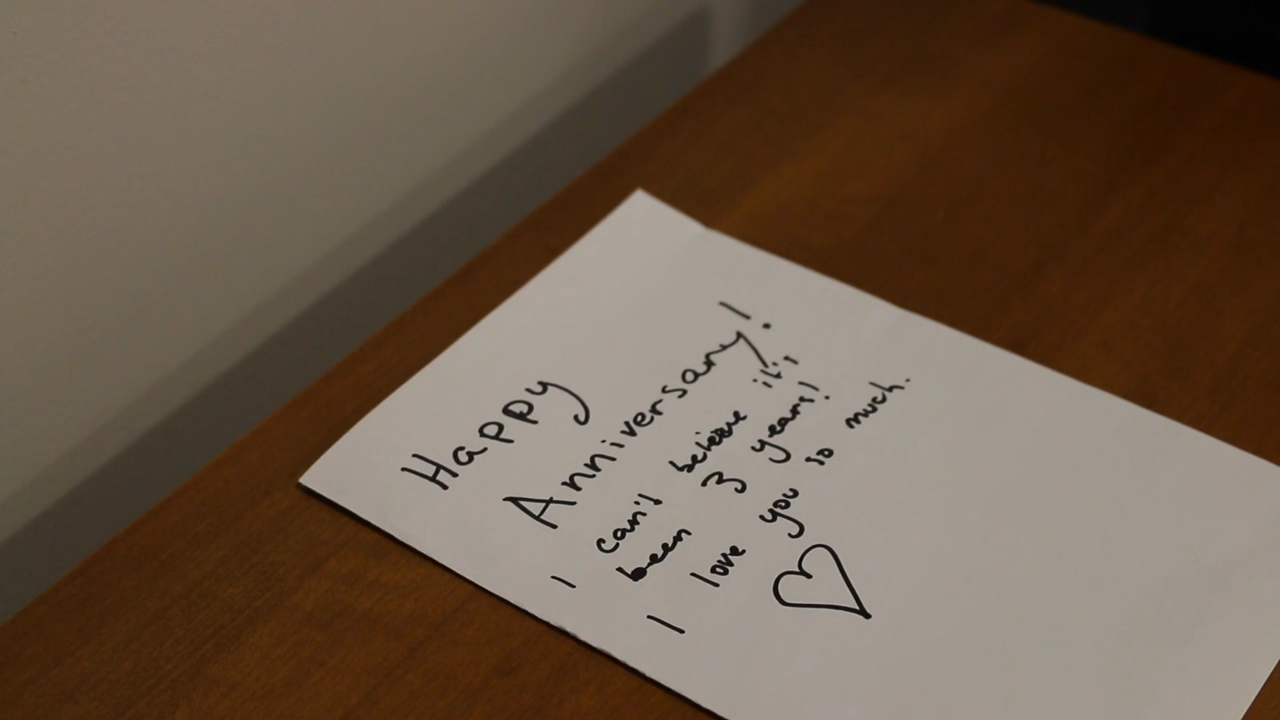 Happy
Anniversary!
I can't believe it's
been 3 years!
I love you so much.